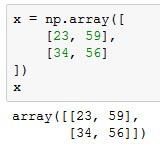 x = np.array([
    [23, 59],
    [34, 56]
])
x
array([[23, 59],
       [34, 56]])